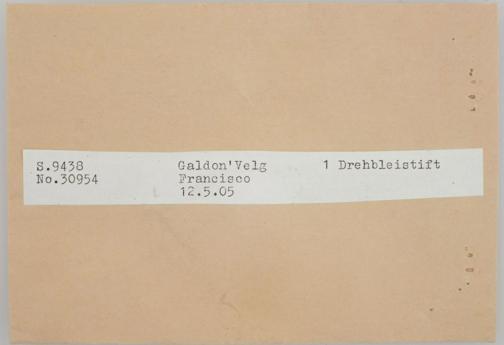 S.9438 Galdon'Velg 1 Drehbleistift
No.30954 Francisco
12.5.05